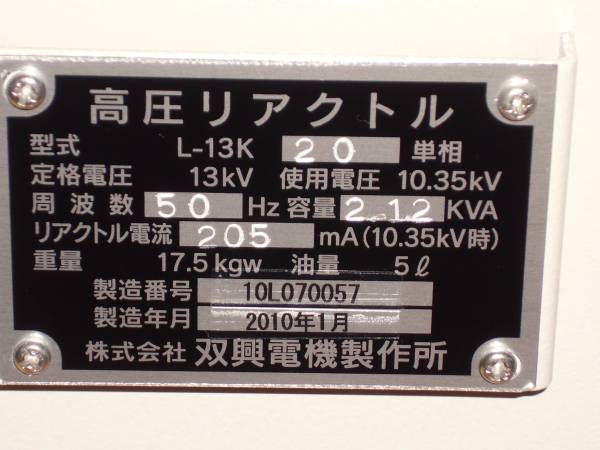 高圧リアクトル
型式 L-13K 20 単相
定格電圧 13kV 使用電圧 10.35kV
周波数 50 Hz 容量 2.12 KVA
リアクトル電流 205 mA(10.35kV時)
重量 17.5kgw 油量 5ℓ
製造番号 10L070057
製造年月 2010年1月
株式会社 双興電機製作所